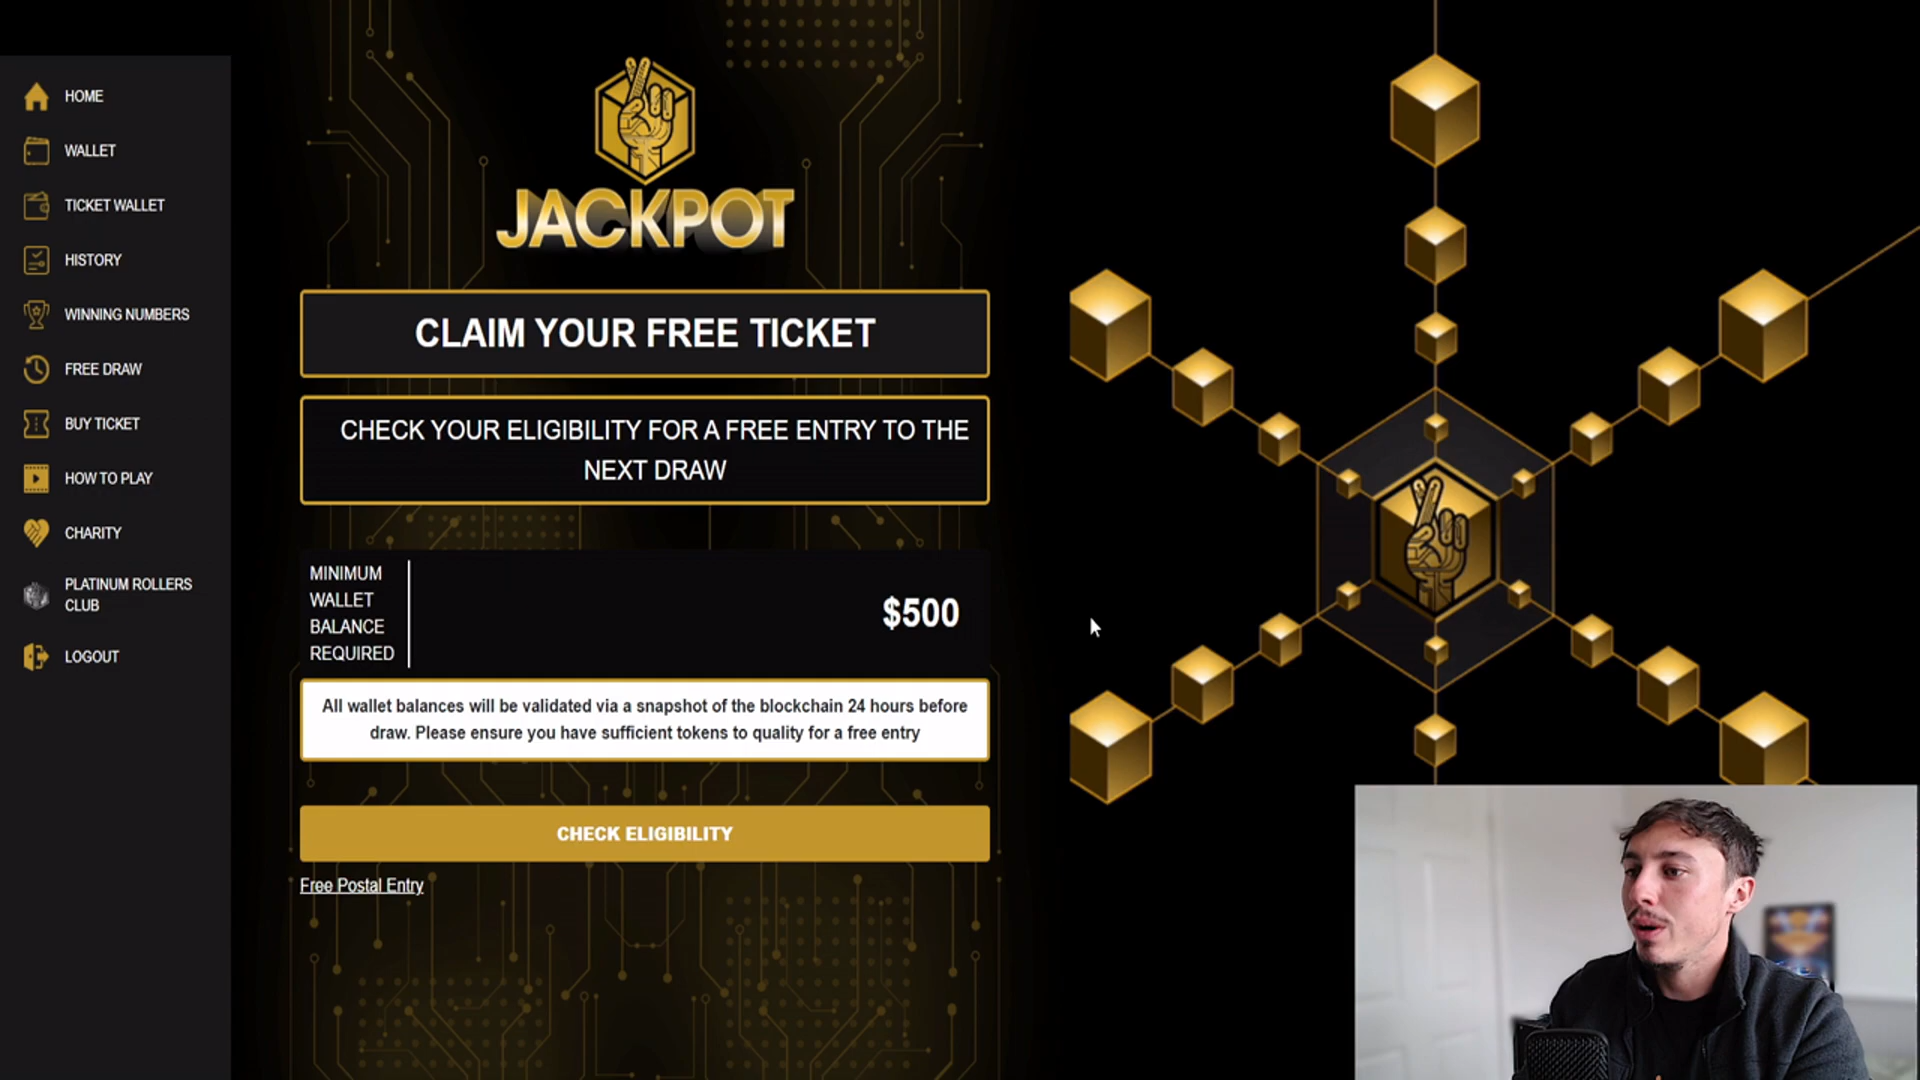 HOME
WALLET
TICKET WALLET
HISTORY
WINNING NUMBERS
FREE DRAW
BUY TICKET
HOW TO PLAY
CHARITY
PLATINUM ROLLERS
CLUB
LOGOUT
JACKPOT
CLAIM YOUR FREE TICKET
CHECK YOUR ELIGIBILITY FOR A FREE ENTRY TO THE
NEXT DRAW
MINIMUM
WALLET
BALANCE
REQUIRED
$500
All wallet balances will be validated via a snapshot of the blockchain 24 hours before
draw. Please ensure you have sufficient tokens to quality for a free entry
CHECK ELIGIBILITY
Free Postal Entry